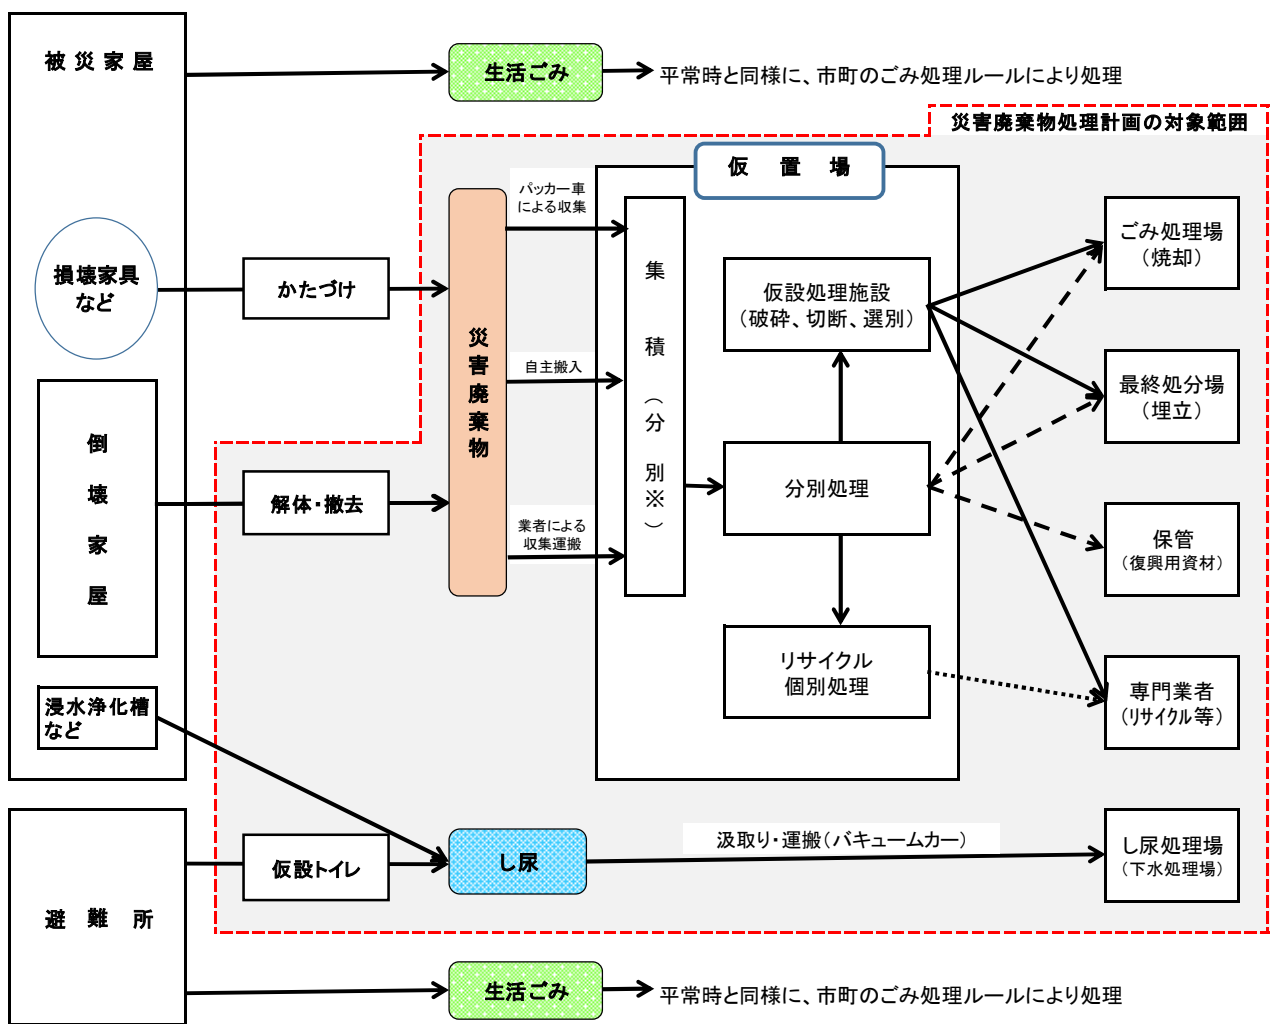 被災家屋
生活ごみ
平常時と同様に、市町のごみ処理ルールにより処理
災害廃棄物処理計画の対象範囲
仮置場
パッカー車
による収集
損壊家具
など
かたづけ
災害廃棄物
自主搬入
集積（分別※）
仮設処理施設
（破砕、切断、選別）
ごみ処理場
（焼却）
最終処分場
（埋立）
倒壊家屋
解体・撤去
業者による
収集運搬
分別処理
保管
（復興用資材）
リサイクル
個別処理
専門業者
（リサイクル等）
浸水浄化槽
など
仮設トイレ
し尿
汲取り・運搬（バキュームカー）
し尿処理場
（下水処理場）
避難所
生活ごみ
平常時と同様に、市町のごみ処理ルールにより処理